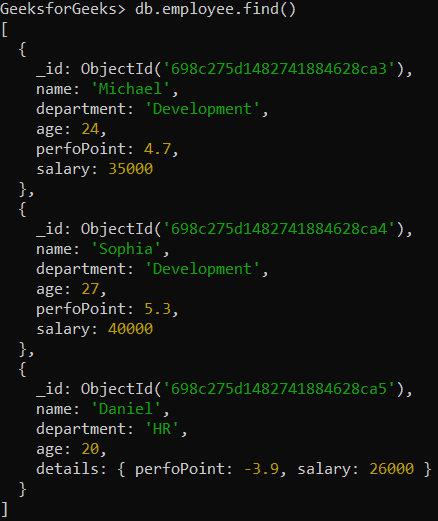 GeeksforGeeks> db.employee.find()
[
  {
    _id: ObjectId('698c275d1482741884628ca3'),
    name: 'Michael',
    department: 'Development',
    age: 24,
    perfoPoint: 4.7,
    salary: 35000
  },
  {
    _id: ObjectId('698c275d1482741884628ca4'),
    name: 'Sophia',
    department: 'Development',
    age: 27,
    perfoPoint: 5.3,
    salary: 40000
  },
  {
    _id: ObjectId('698c275d1482741884628ca5'),
    name: 'Daniel',
    department: 'HR',
    age: 20,
    details: { perfoPoint: -3.9, salary: 26000 }
  }
]